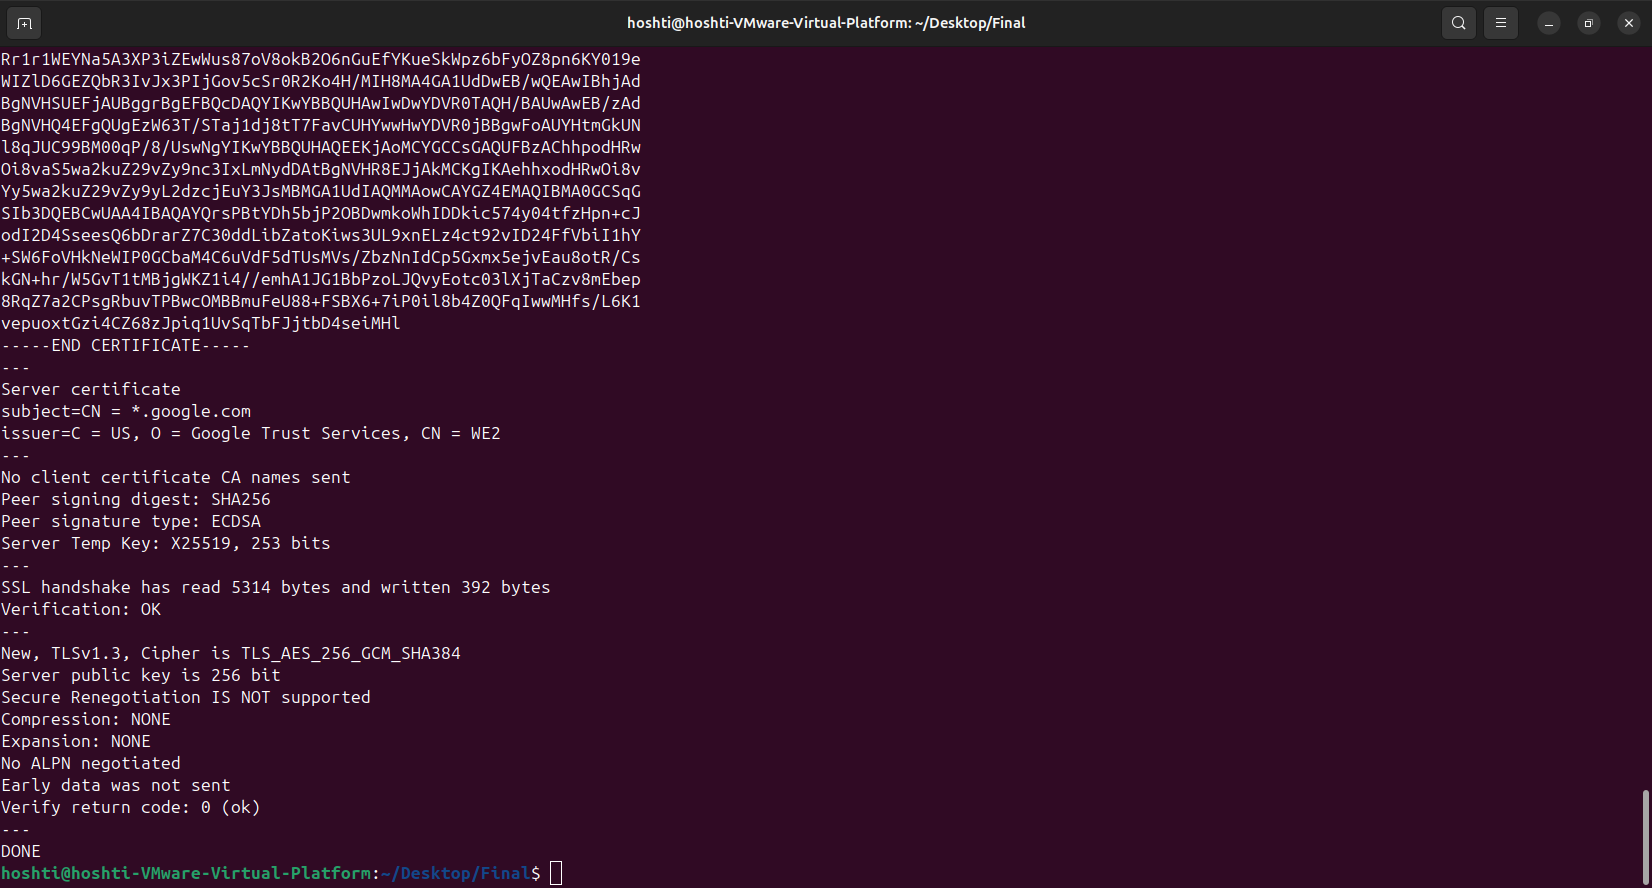 hoshti@hoshti-VMware-Virtual-Platform: ~/Desktop/Final
Rr1r1WEYNa5A3XP3iZEwWus87oV8okB2O6nGuEfYKueSkWpz6bFyOZ8pn6KY019e
WIZlD6GEZQbR3IvJx3PIjGov5cSr0R2Ko4H/MIH8MA4GA1UdDwEB/wQEAwIBhjAd
BgNVHSUEFjAUBggrBgEFBQcDAQYIKwYBBQUHAwIwDwYDVR0TAQH/BAUwAwEB/zAd
BgNVHQ4EFgQUgEzW63T/STaj1dj8tT7FavCUHYwwHwYDVR0jBBgwFoAUYHtmGkUN
l8qJUC99BM00qP/8/UswNgYIKwYBBQUHAQEEKjAoMCYGCCsGAQUFBzAChhpodHRw
Oi8vaS5wa2kuZ29vZy9nc3IxLmNydDAtBgNVHR8EJjAkMCKgIKAehhxodHRwOi8v
Yy5wa2kuZ29vZy9yL2dzcjEuY3JsMBMGA1UdIAQMMAowCAYGZ4EMAQIBMA0GCSqG
SIb3DQEBCwUAA4IBAQAYQrsPBtYDh5bjP2OBDwmkoWhIDDkic574y04tfzHpn+cJ
odI2D4SseesQ6bDrarZ7C30ddLibZatoKiws3UL9xnELz4ct92vID24FfVbiI1hY
+SW6FoVHkNeWIP0GCbaM4C6uVdF5dTUsMVs/ZbzNnIdCp5Gxmx5ejvEau8otR/Cs
kGN+hr/W5GvT1tMBjgWKZ1i4//emhA1JG1BbPzoLJQvyEotc03lXjTaCzv8mEbep
8RqZ7a2CPsgRbuvTPBwcOMBBmuFeU88+FSBX6+7iP0il8b4Z0QFqIwwMHfs/L6K1
vepuoxtGzi4CZ68zJpiq1UvSqTbFJjtbD4seiMHl
-----END CERTIFICATE-----
---
Server certificate
subject=CN = *.google.com
issuer=C = US, O = Google Trust Services, CN = WE2
---
No client certificate CA names sent
Peer signing digest: SHA256
Peer signature type: ECDSA
Server Temp Key: X25519, 253 bits
---
SSL handshake has read 5314 bytes and written 392 bytes
Verification: OK
---
New, TLSv1.3, Cipher is TLS_AES_256_GCM_SHA384
Server public key is 256 bit
Secure Renegotiation IS NOT supported
Compression: NONE
Expansion: NONE
No ALPN negotiated
Early data was not sent
Verify return code: 0 (ok)
---
DONE
hoshti@hoshti-VMware-Virtual-Platform:~/Desktop/Final$